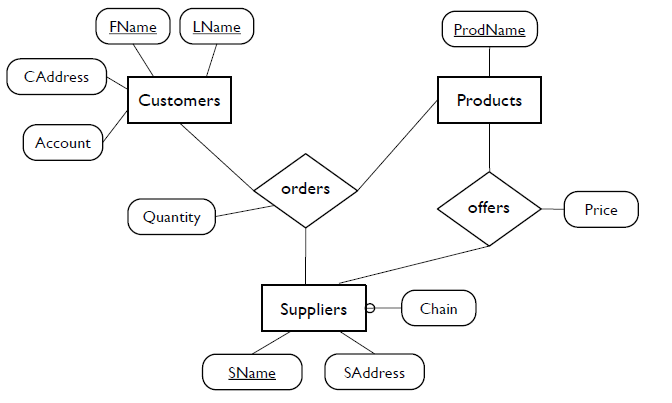 FName
LName
ProdName
CAddress
Customers
Products
Account
orders
offers
Quantity
Price
Suppliers
Chain
SName
SAddress